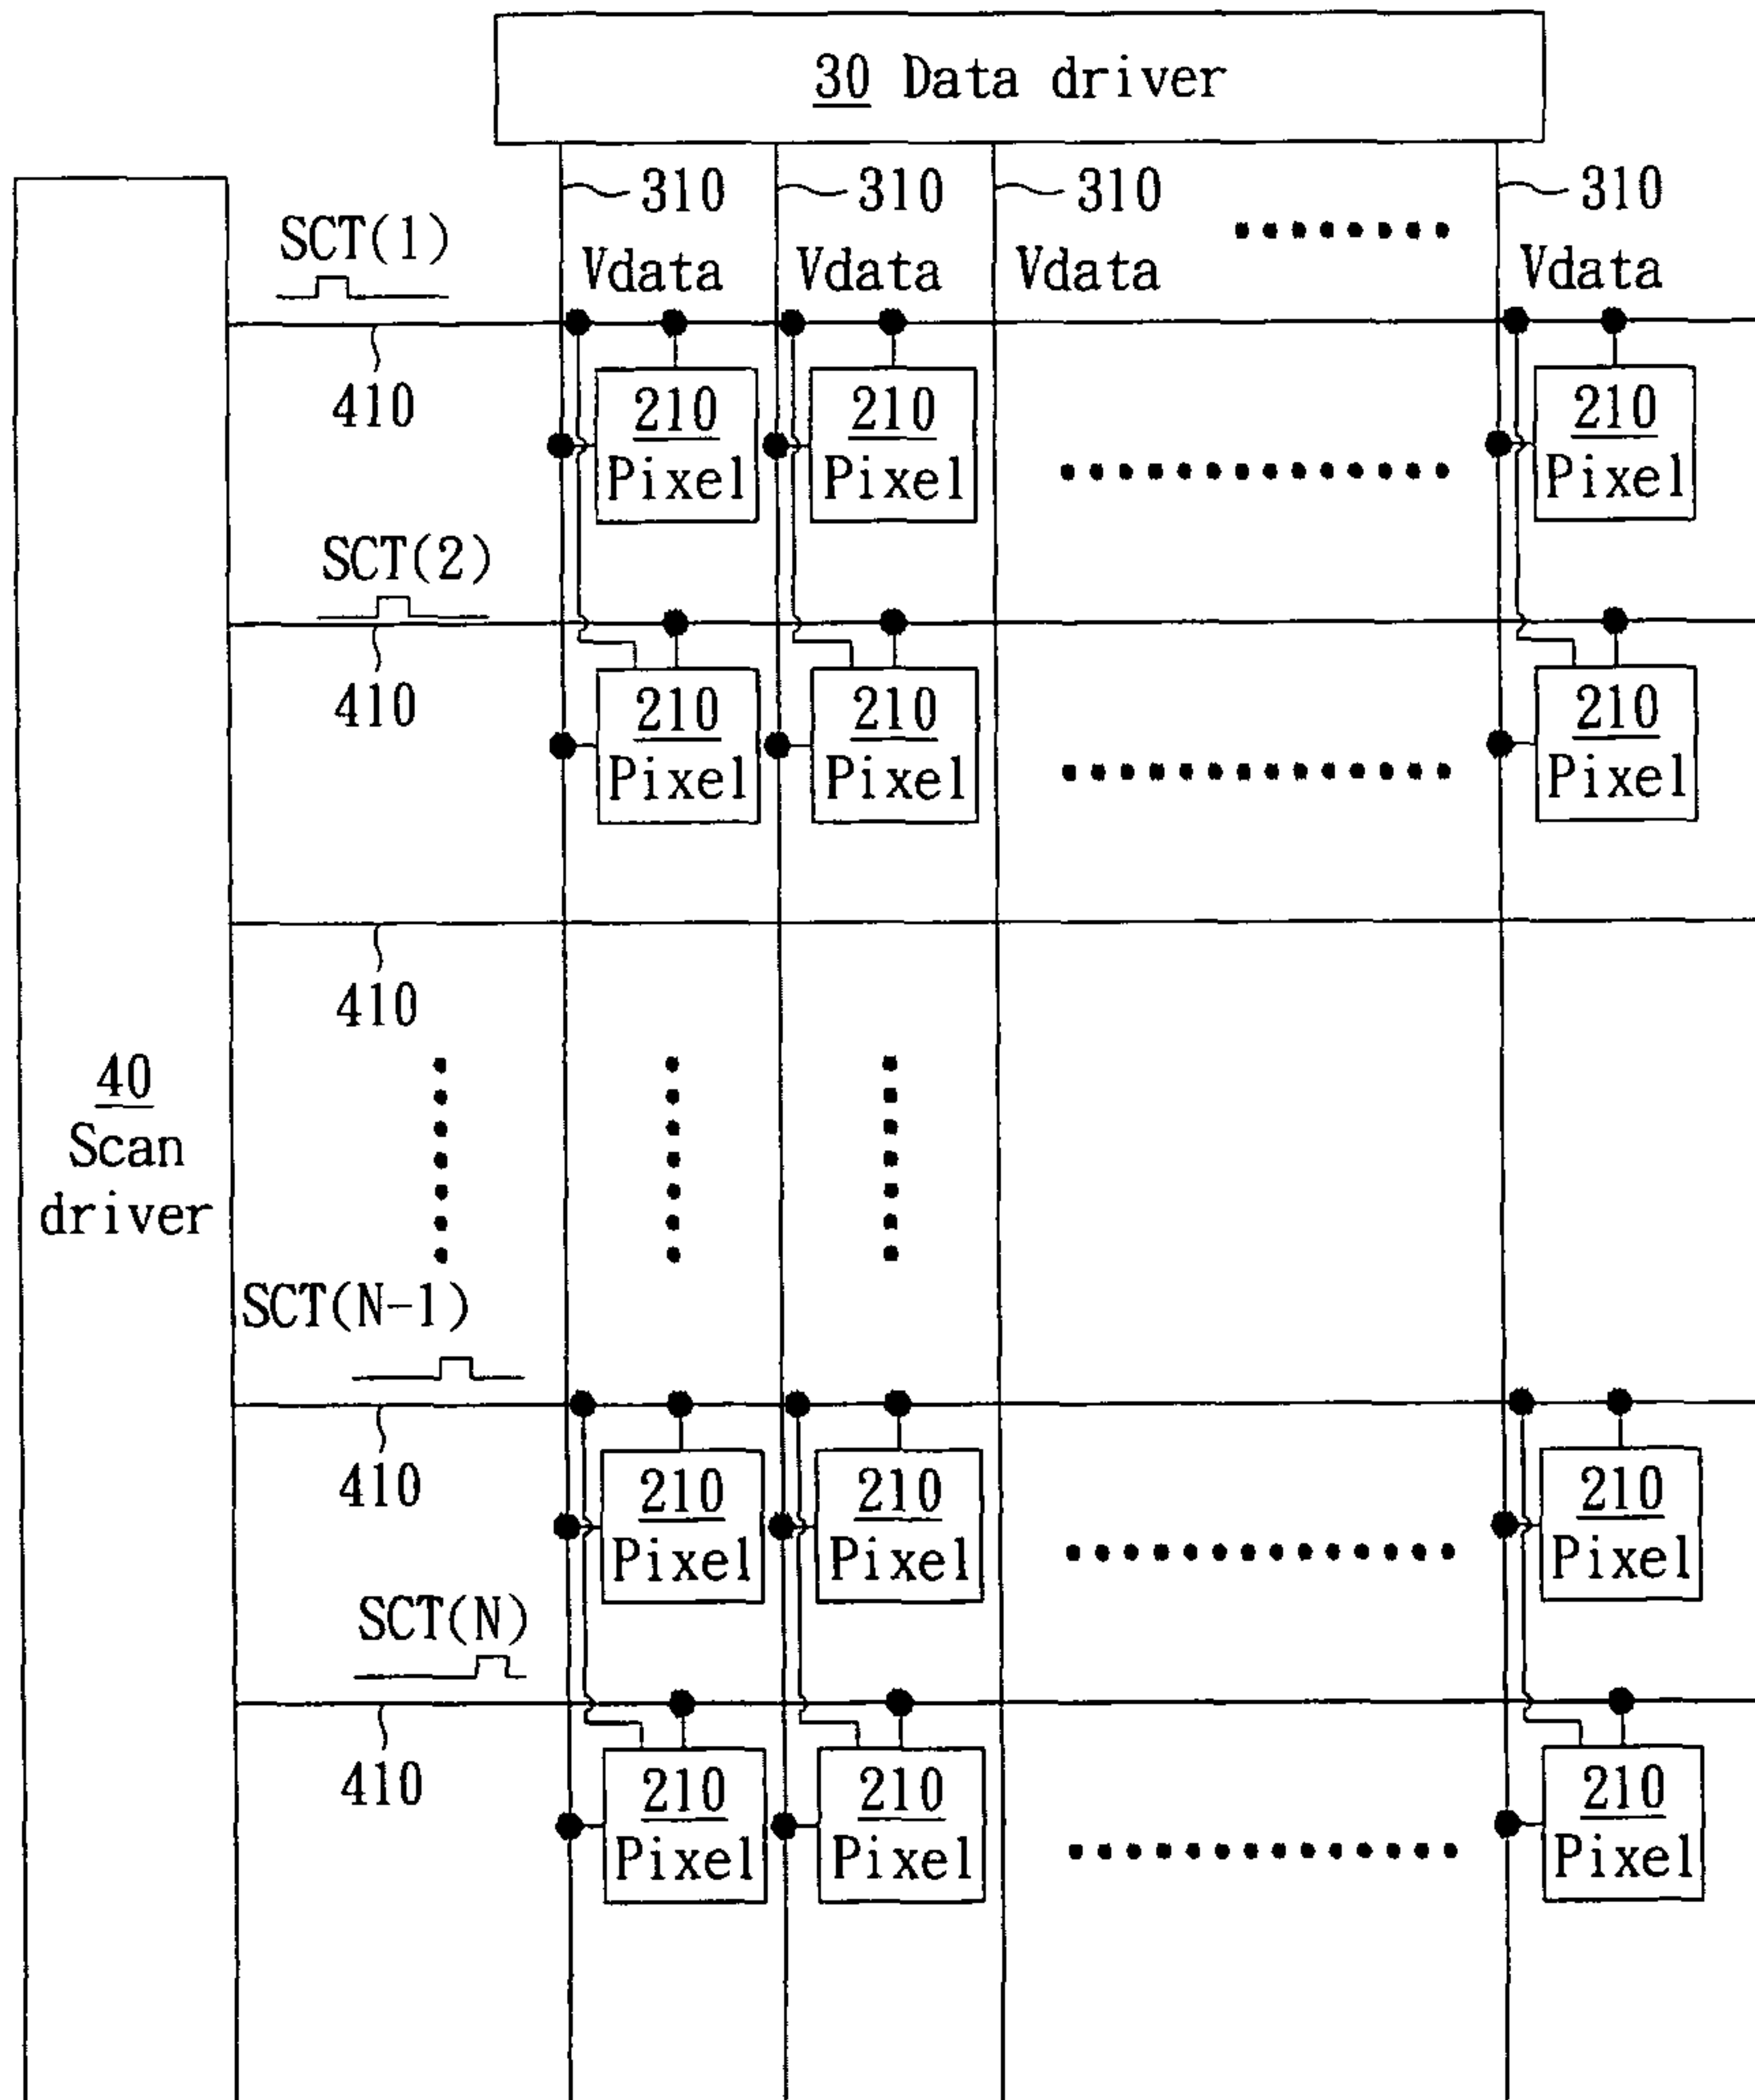 30 Data driver
310 310 310 310
SCT(1)
Vdata Vdata Vdata Vdata
410
210 210 210
Pixel Pixel Pixel
SCT(2)
410
210 210 210
Pixel Pixel Pixel
410
40
Scan
driver
SCT(N-1)
410
210 210 210
Pixel Pixel Pixel
SCT(N)
410
210 210 210
Pixel Pixel Pixel